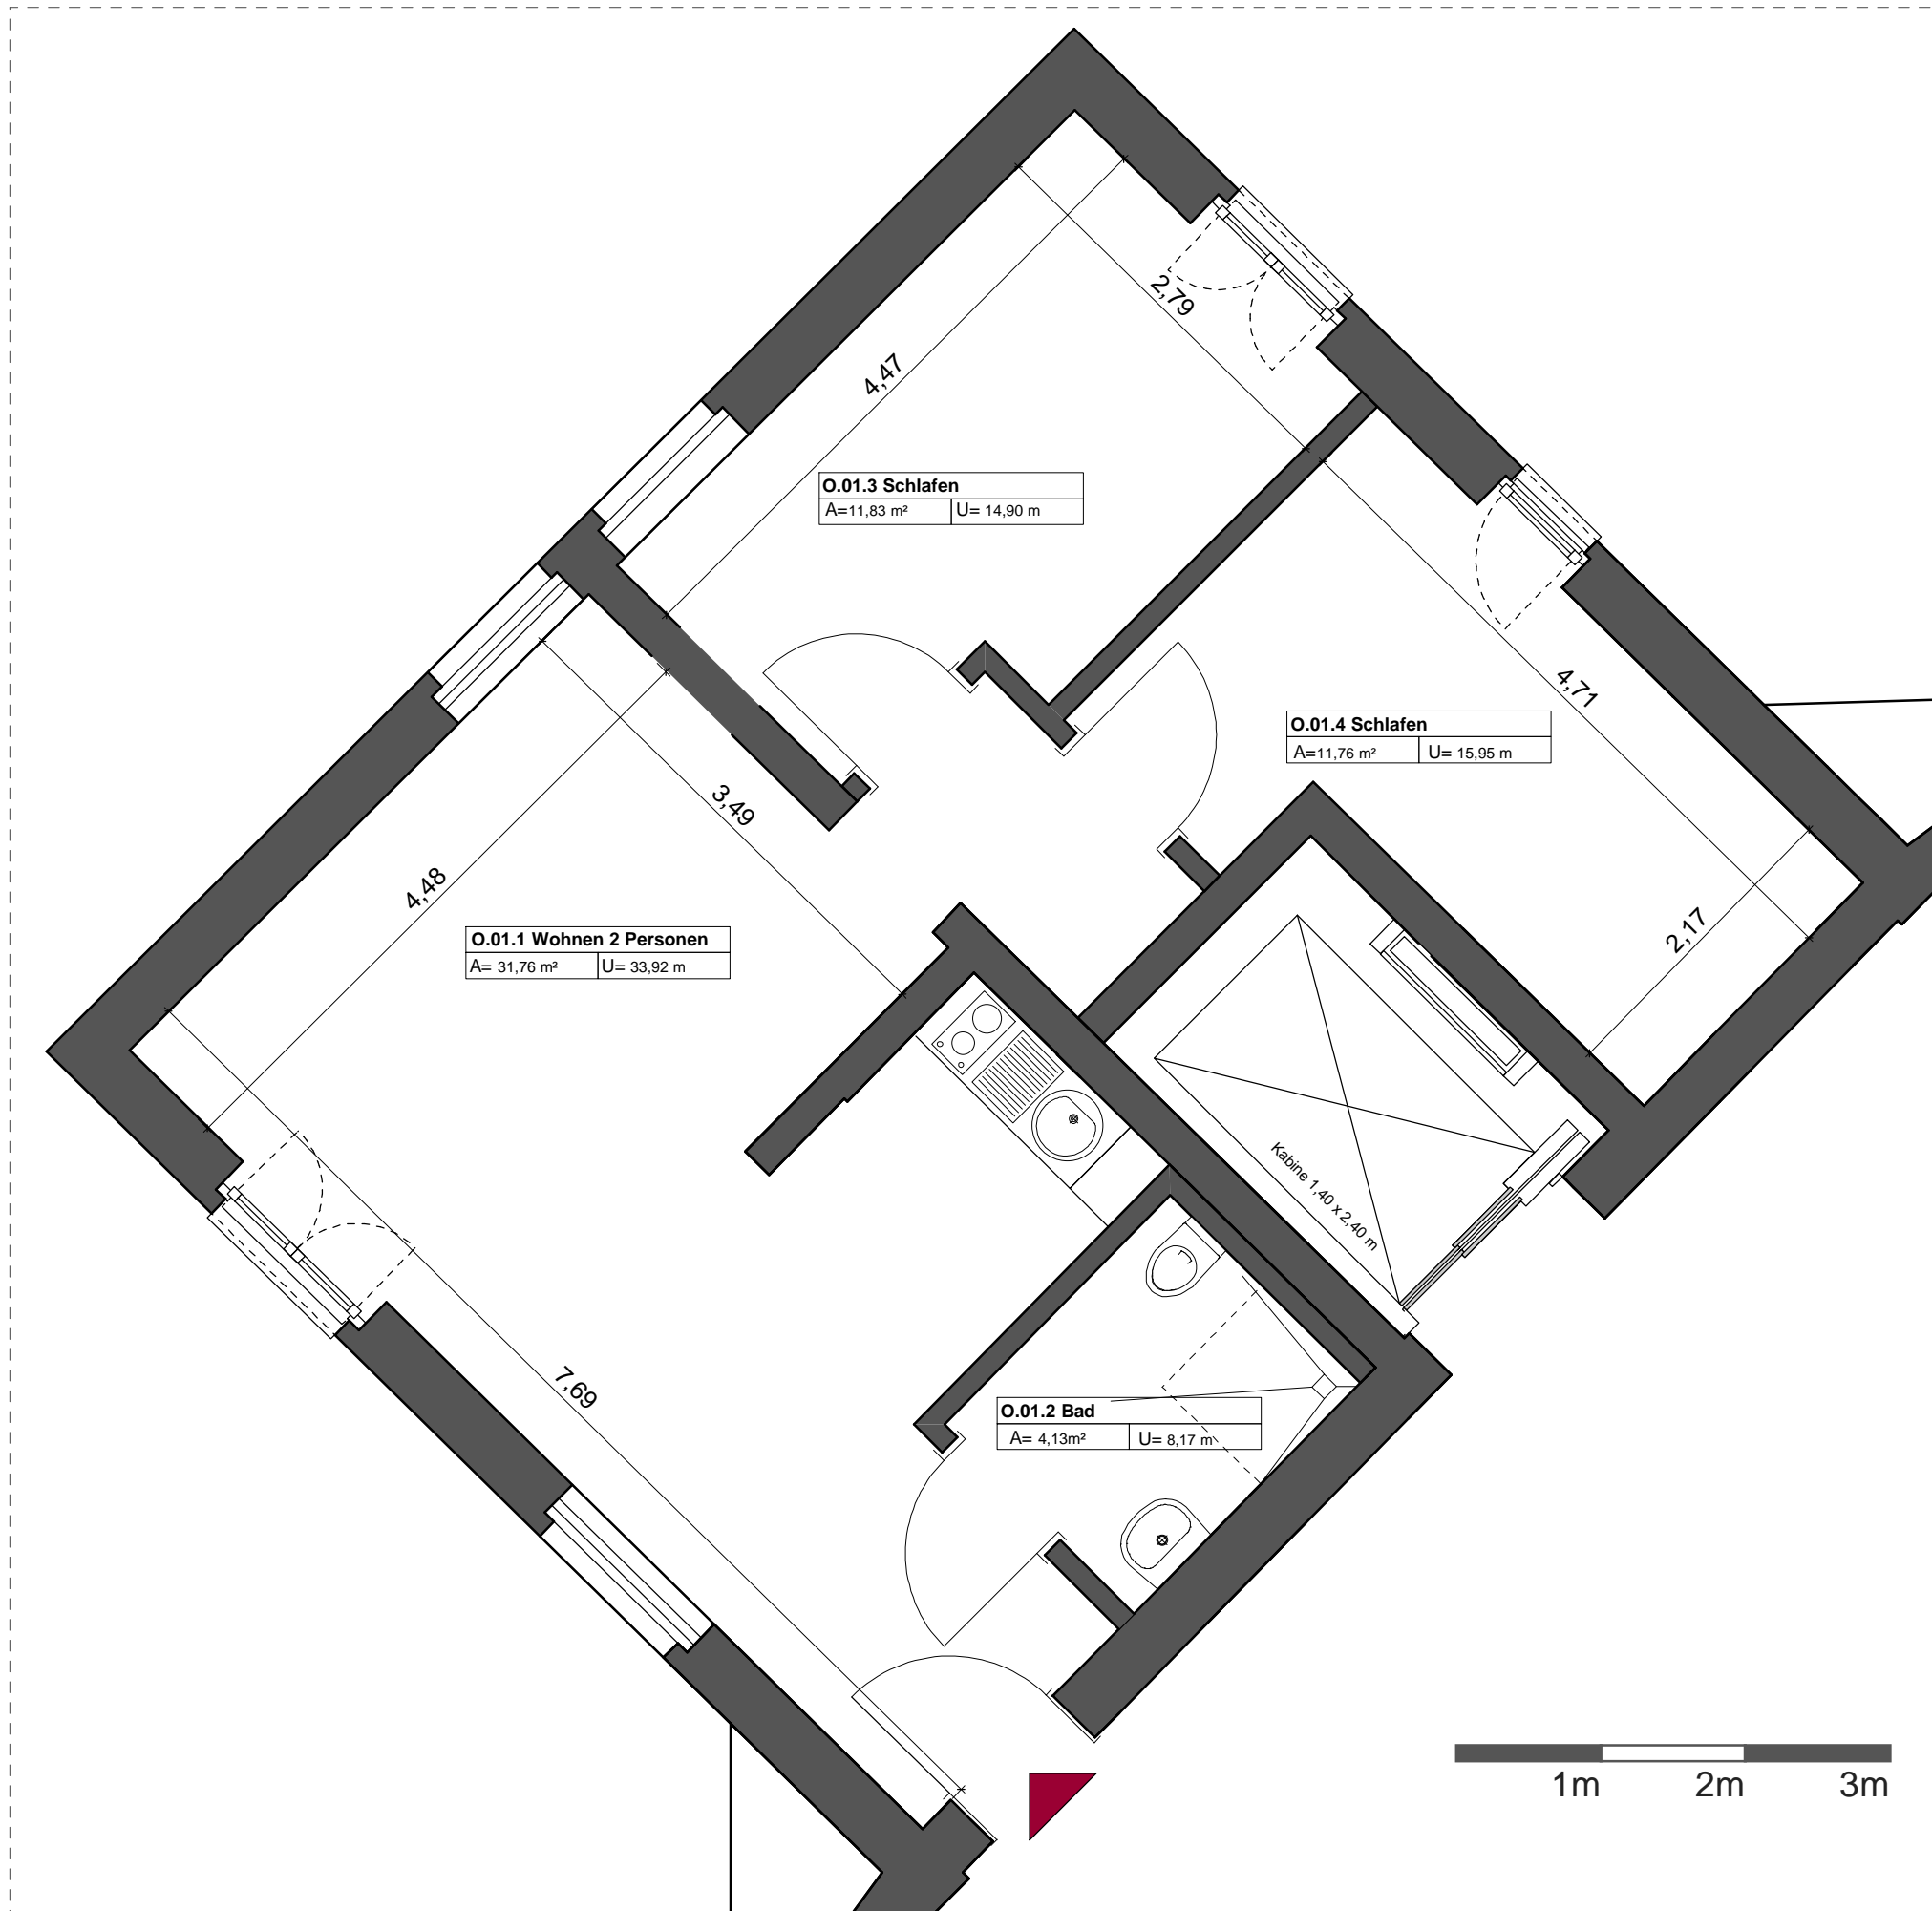 2,79
4,47
O.01.3 Schlafen
A=11,83 m² U= 14,90 m
4,71
O.01.4 Schlafen
A=11,76 m² U= 15,95 m
3,49
4,48
2,17
O.01.1 Wohnen 2 Personen
A= 31,76 m² U= 33,92 m
Kabine 1,40 x 2,40 m
7,69
O.01.2 Bad
A= 4,13m² U= 8,17 m
1m 2m 3m